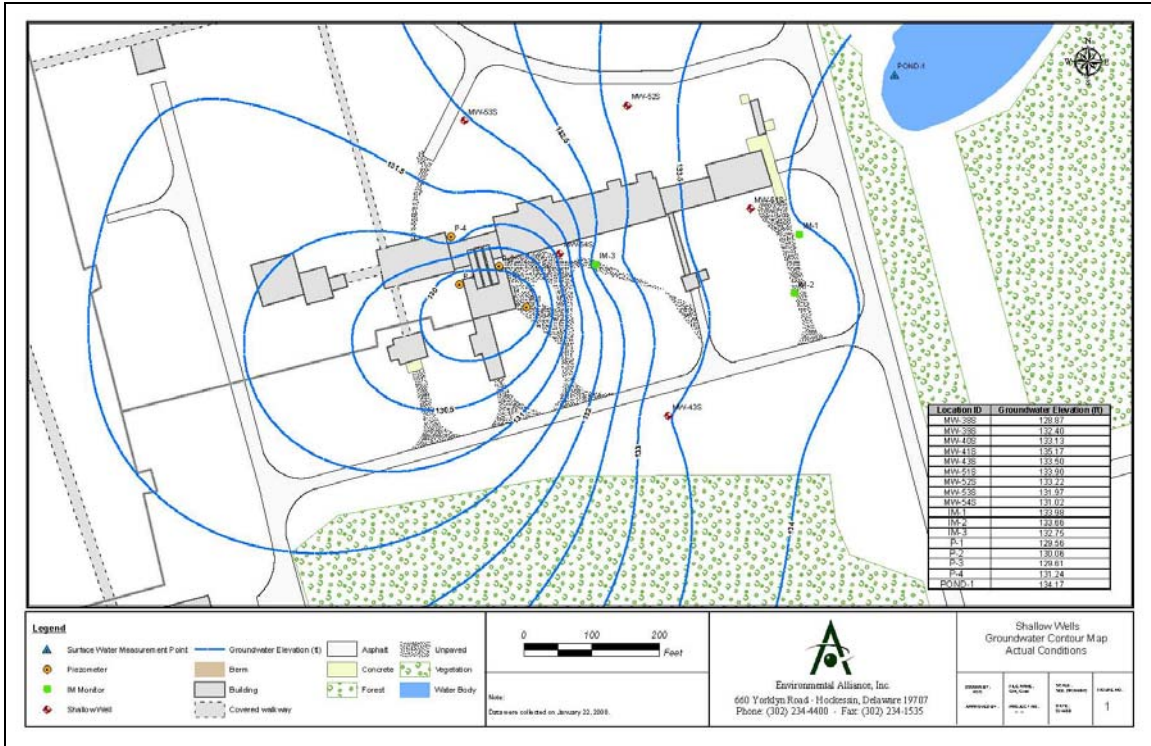 N
W
E
S
POND-1
MW-53S
MW-52S
132.5
131.5
133.5
MW-51S
P-4
MW-54S
IM-3
IM-1
IM-2
130
130.5
132
133
134
MW-43S
Location ID Groundwater Elevation (ft)
MW-39S 132.40
MW-40S 133.13
MW-41S 135.17
MW-43S 133.50
MW-51S 133.90
MW-52S 133.22
MW-53S 131.97
MW-54S 131.02
IM-1 133.98
IM-2 133.66
IM-3 132.75
P-1 129.56
P-2 130.06
P-3 129.61
P-4 131.24
POND-1 134.17
Legend
Surface Water Measurement Point
Groundwater Elevation (ft)
Asphalt
Unpaved
Piezometer
Berm
Concrete
Vegetation
IM Monitor
Building
Forest
Water Body
Shallow Well
Covered walkway
0 100 200
Feet
Note:
Data were collected on January 22, 2008.
Environmental Alliance, Inc.
660 Yorklyn Road - Hockessin, Delaware 19707
Phone: (302) 234-4400 - Fax: (302) 234-1535
Shallow Wells
Groundwater Contour Map
Actual Conditions
1